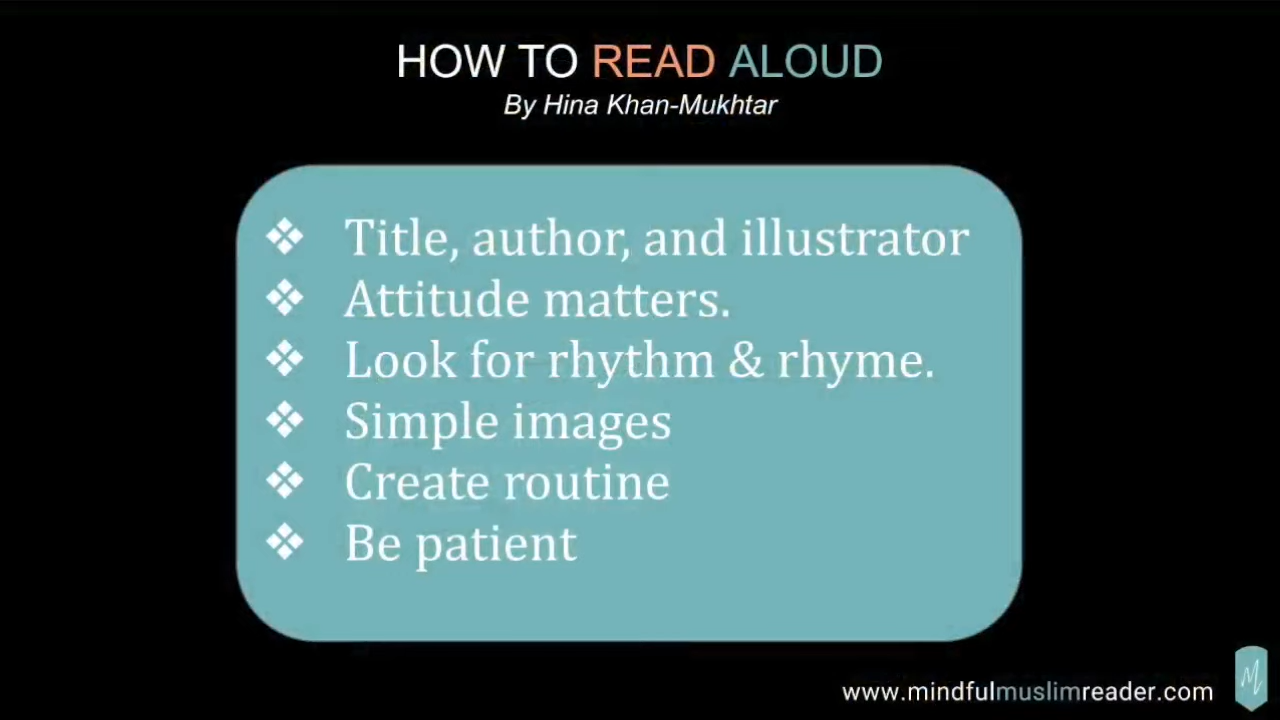 HOW TO READ ALOUD
By Hina Khan-Mukhtar
❖ Title, author, and illustrator
❖ Attitude matters.
❖ Look for rhythm & rhyme.
❖ Simple images
❖ Create routine
❖ Be patient
www.mindfulmuslimreader.com
M